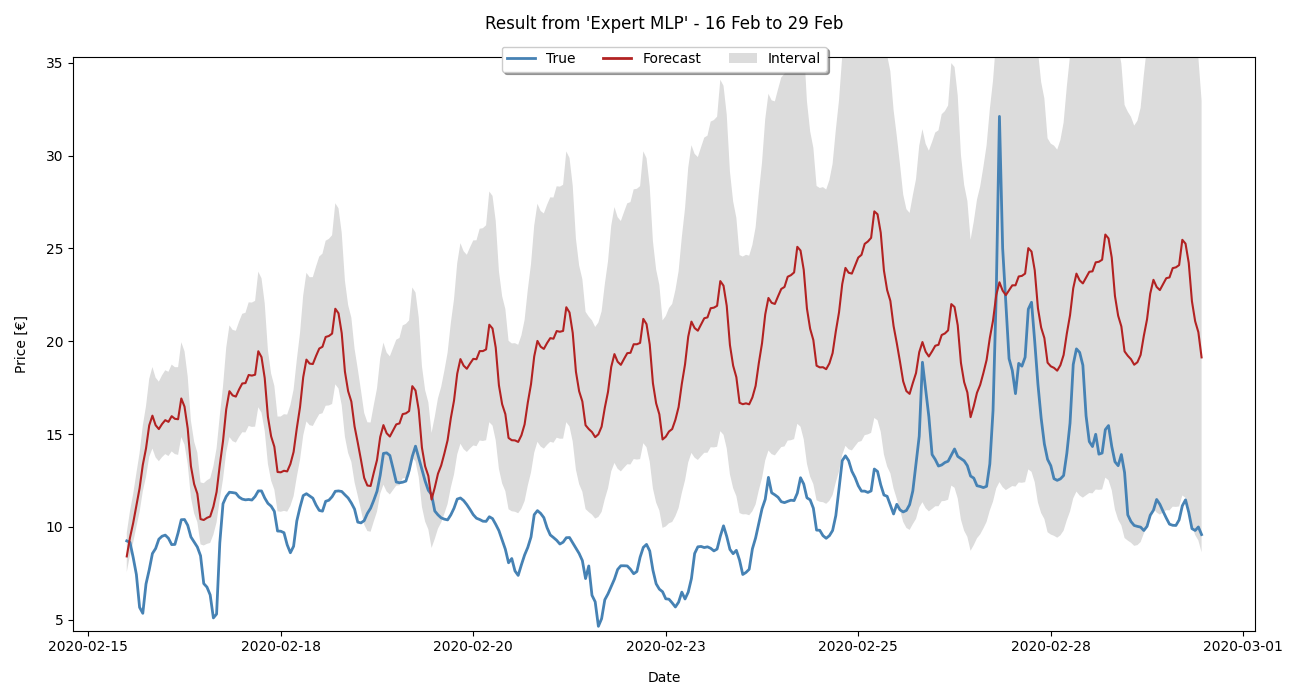 Result from 'Expert MLP' - 16 Feb to 29 Feb
True Forecast Interval
35
30
25
20
15
10
5
Price [€]
2020-02-15 2020-02-18 2020-02-20 2020-02-23 2020-02-25 2020-02-28 2020-03-01
Date